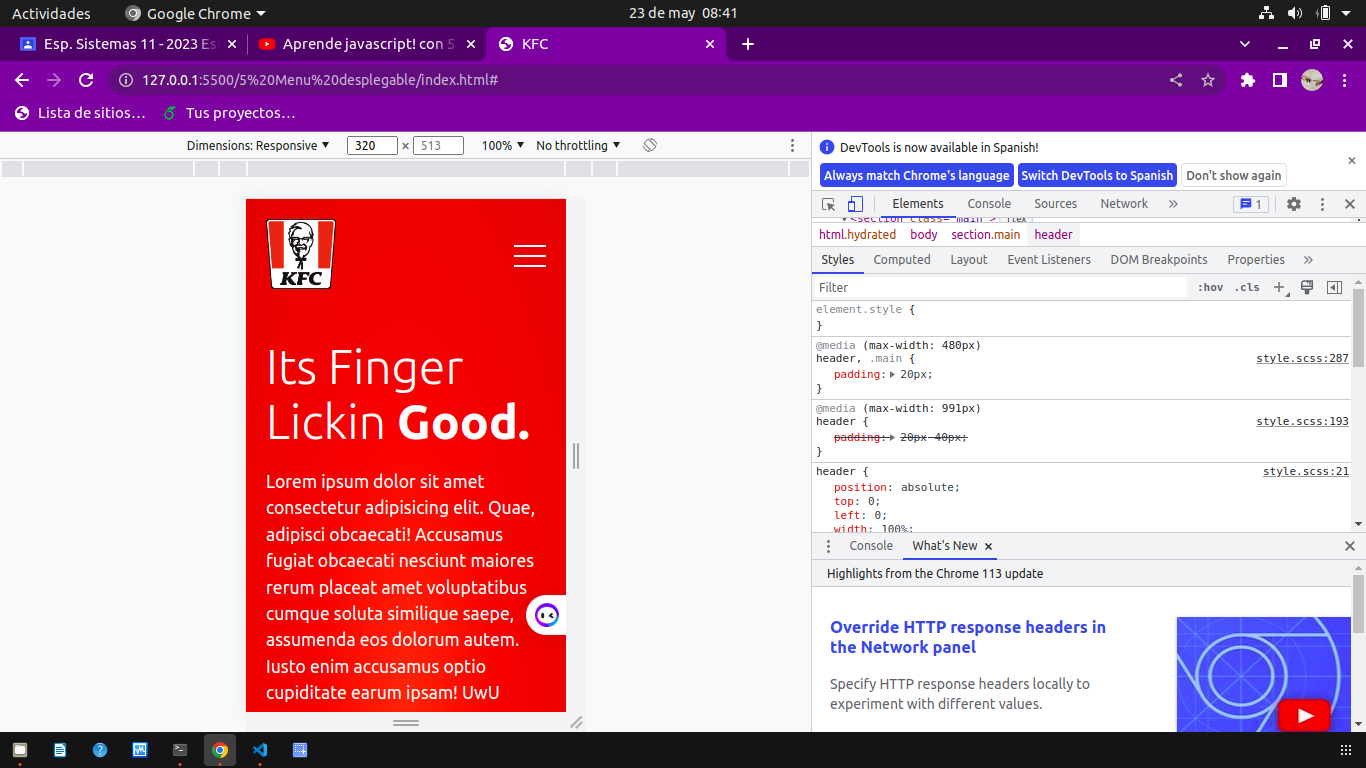 Actividades
Google Chrome
23 de may 08:41
Esp. Sistemas 11 - 2023 Es
Aprende javascript! con 5
KFC
127.0.0.1:5500/5%20Menu%20desplegable/index.html#
Lista de sitios…
Tus proyectos…
Dimensions: Responsive
320 × 513
100%
No throttling
KFC
Its Finger
Lickin Good.
Lorem ipsum dolor sit amet
consectetur adipisicing elit. Quae,
adipisci obcaecati! Accusamus
fugiat obcaecati nesciunt maiores
rerum placeat amet voluptatibus
cumque soluta similique saepe,
assumenda eos dolorum autem.
Iusto enim accusamus optio
cupiditate earum ipsam! UwU
DevTools is now available in Spanish!
Always match Chrome's language
Switch DevTools to Spanish
Don't show again
Elements
Console
Sources
Network
1
<section class="main"> flex
html.hydrated
body
section.main
header
Styles
Computed
Layout
Event Listeners
DOM Breakpoints
Properties
Filter
:hov
.cls
element.style {
}
@media (max-width: 480px)
header, .main {
style.scss:287
padding: 20px;
}
@media (max-width: 991px)
header {
style.scss:193
padding: 20px 40px;
}
header {
style.scss:21
position: absolute;
top: 0;
left: 0;
width: 100%;
Console
What's New
Highlights from the Chrome 113 update
Override HTTP response headers in
the Network panel
Specify HTTP response headers locally to
experiment with different values.